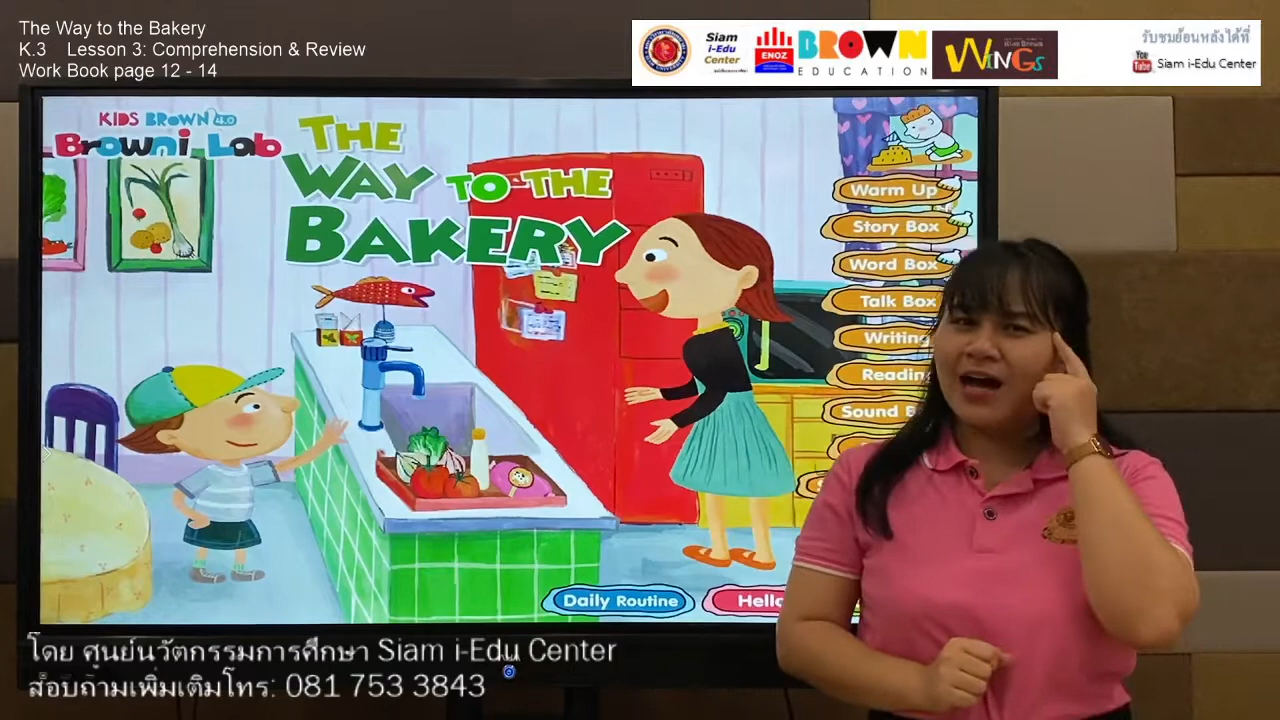 The Way to the Bakery
K.3 Lesson 3: Comprehension & Review
Work Book page 12 - 14
Siam
i-Edu
Center
ENOZ
BROWN
EDUCATION
WiNGs
รับชมย้อนหลังได้ที่
You
Tube
Siam i-Edu Center
KIDS BROWN 4.0
Browni Lab
THE
WAY TO THE
BAKERY
Warm Up
Story Box
Word Box
Talk Box
Writing
Reading
Sound B
Daily Routine
Hello
โดย ศูนย์นวัตกรรมการศึกษา Siam i-Edu Center
สอบถามเพิ่มเติมโทร: 081 753 3843